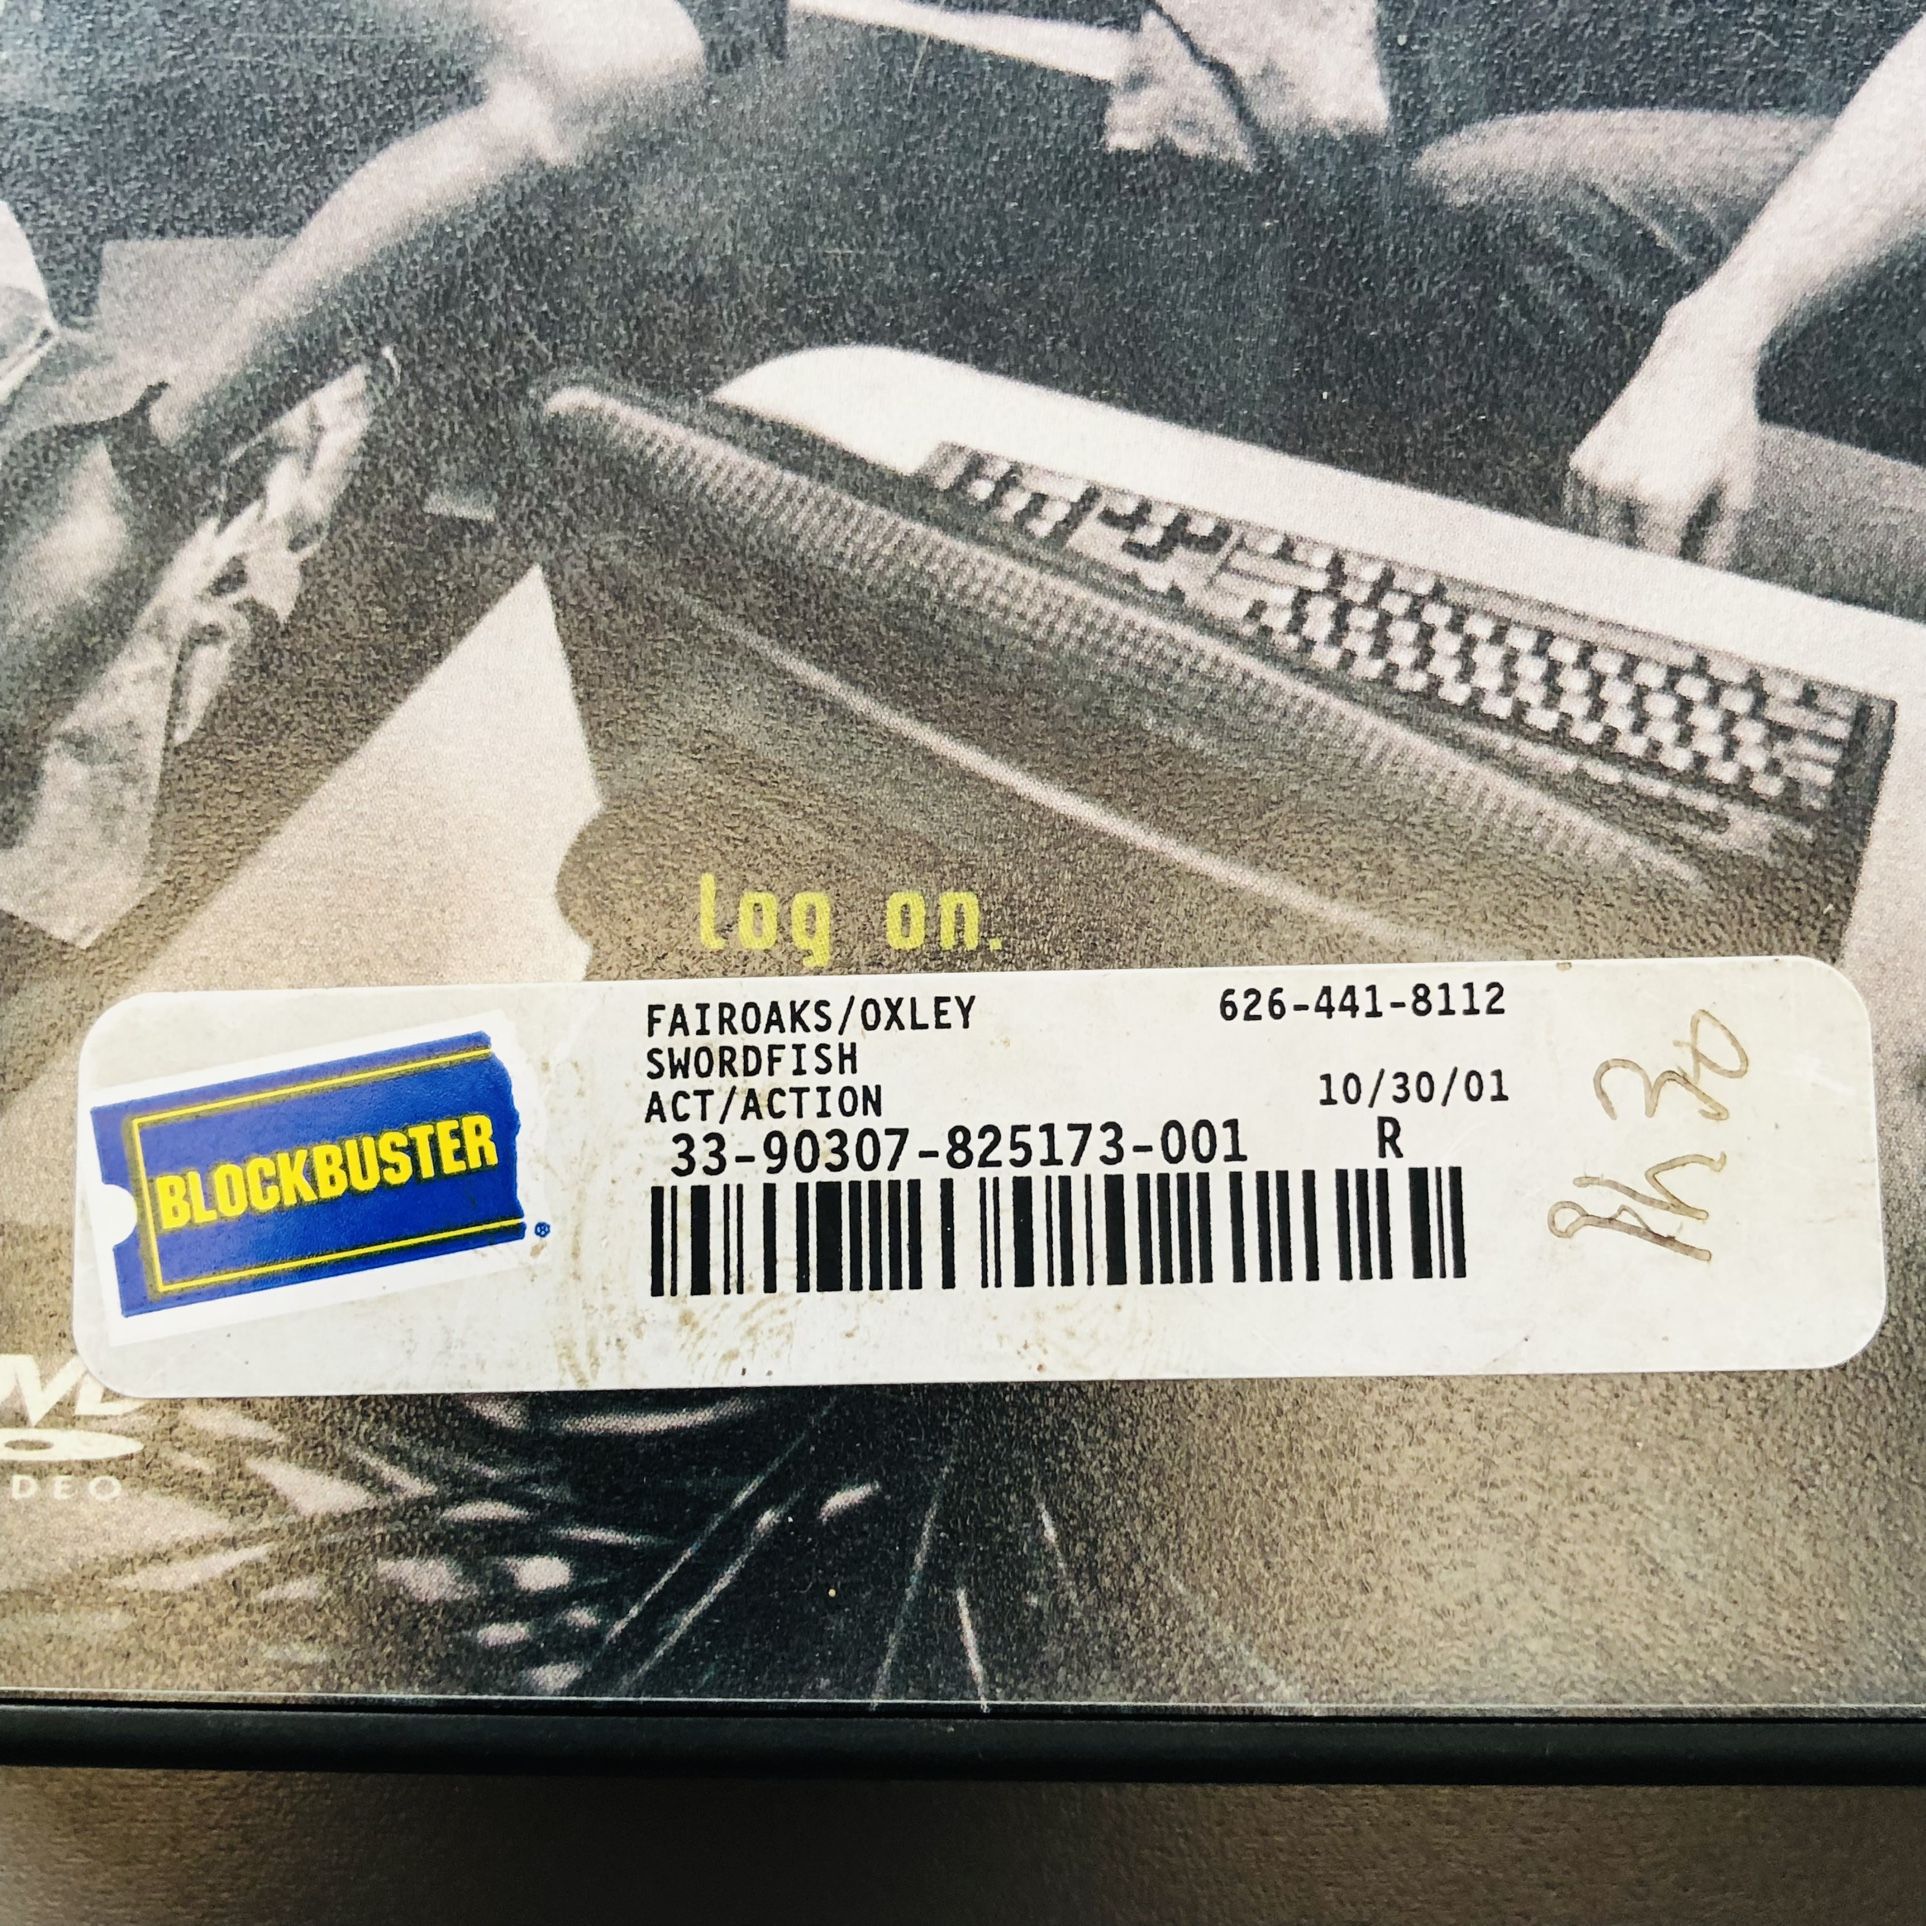 log on.
FAIROAKS/OXLEY 626-441-8112
SWORDFISH
ACT/ACTION 10/30/01
33-90307-825173-001 R
BLOCKBUSTER®